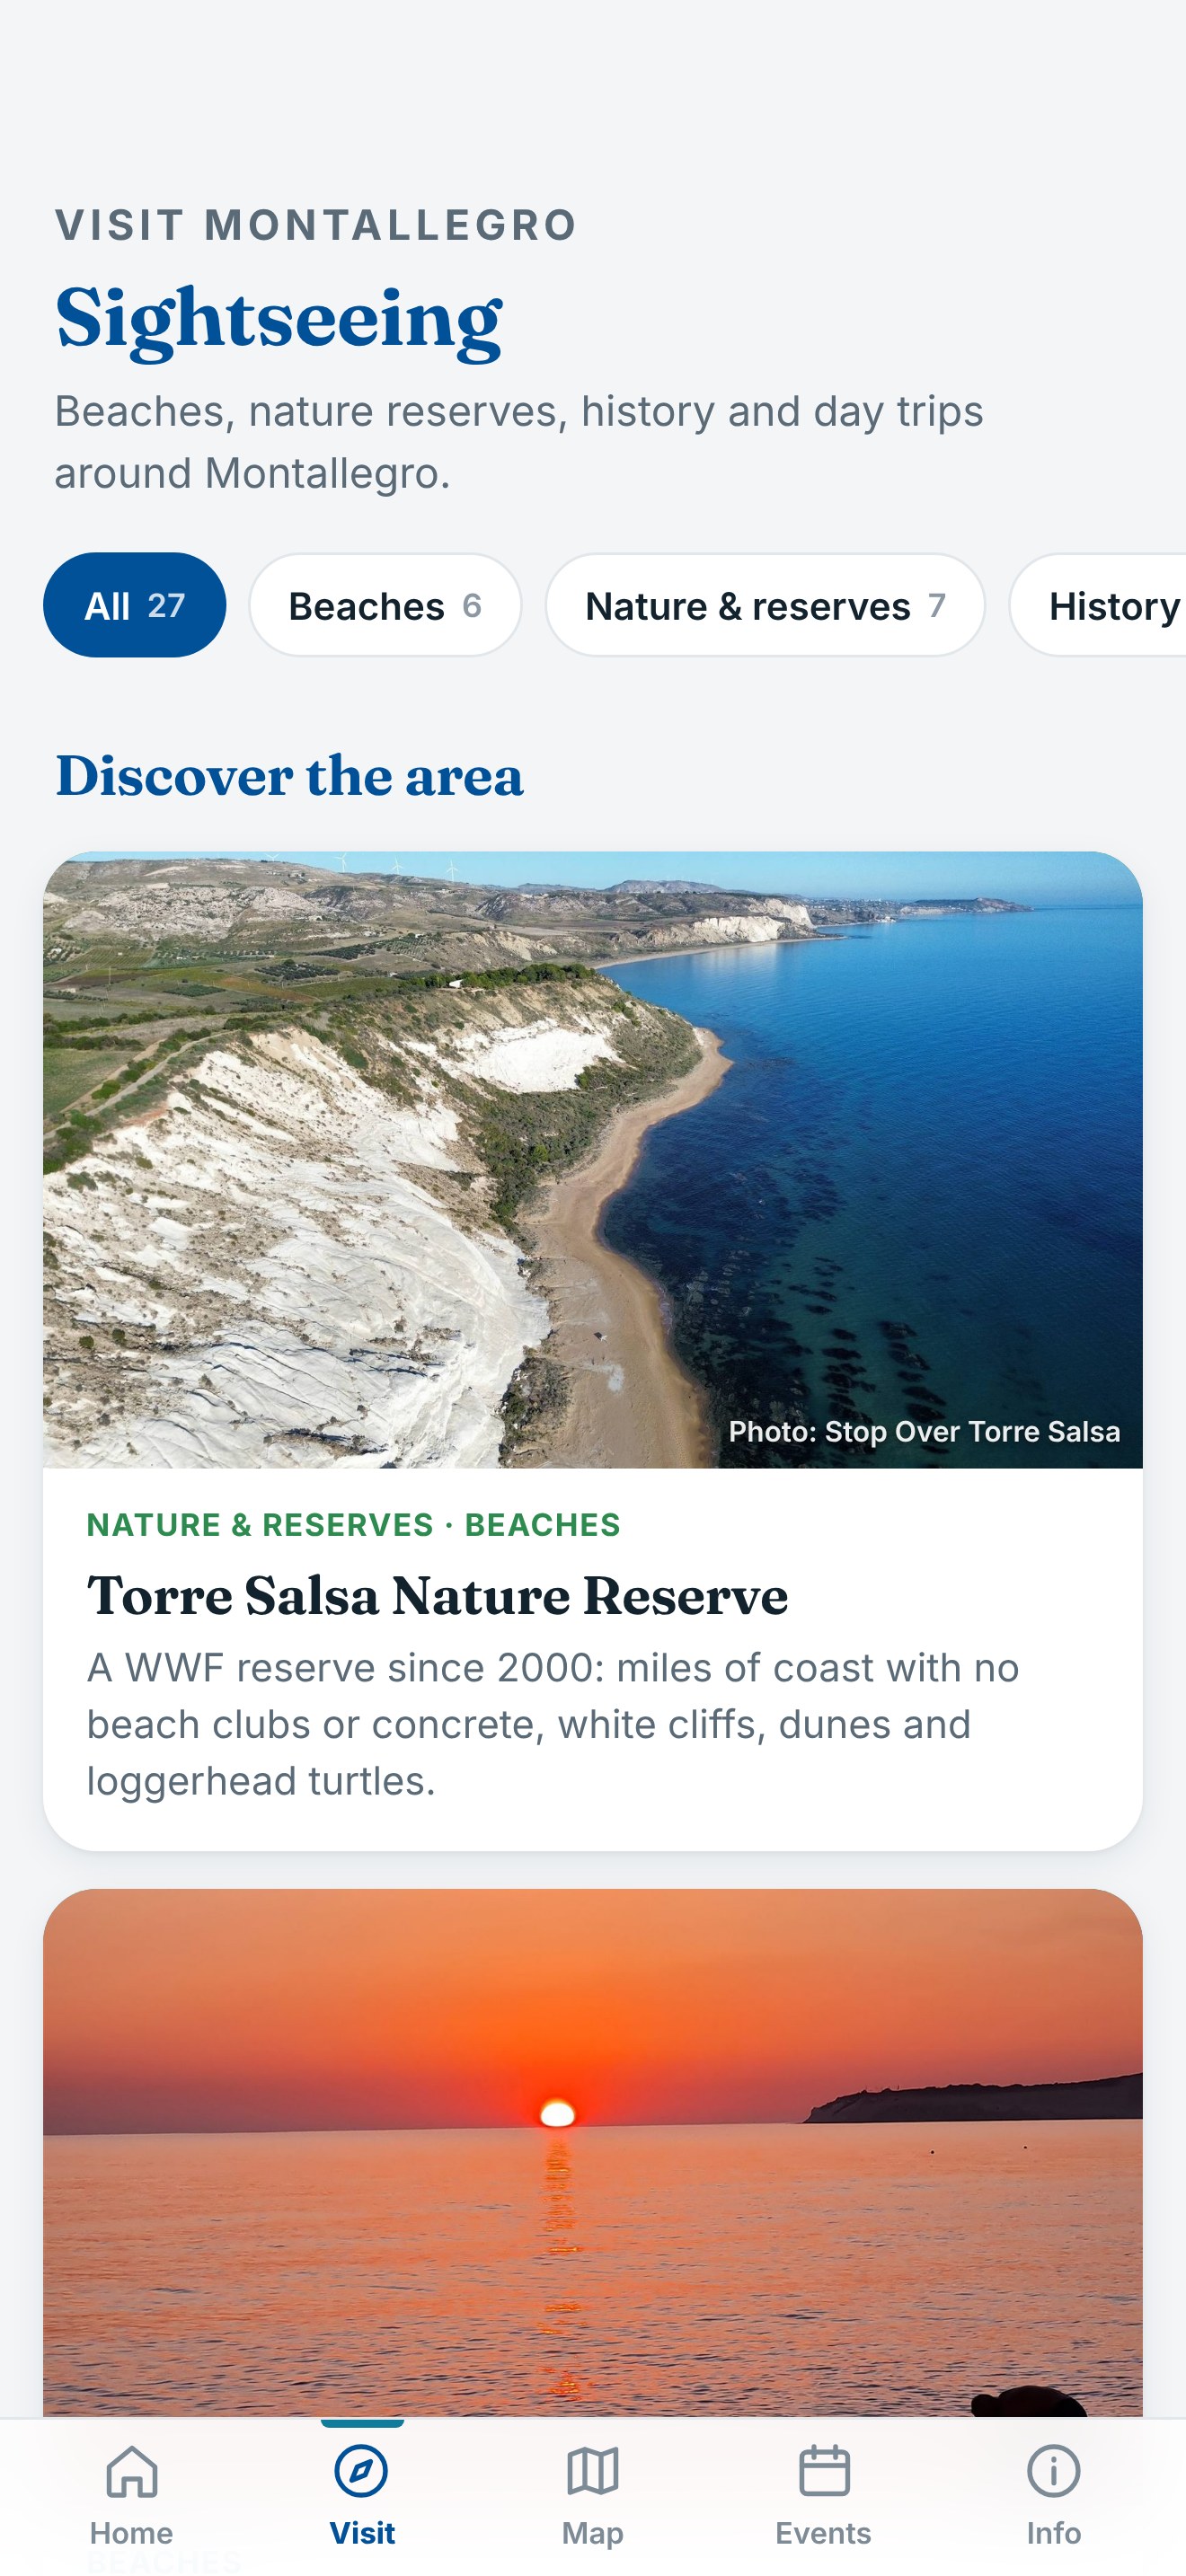 VISIT MONTALLEGRO
Sightseeing
Beaches, nature reserves, history and day trips
around Montallegro.
All 27
Beaches 6
Nature & reserves 7
History
Discover the area
Photo: Stop Over Torre Salsa
NATURE & RESERVES · BEACHES
Torre Salsa Nature Reserve
A WWF reserve since 2000: miles of coast with no
beach clubs or concrete, white cliffs, dunes and
loggerhead turtles.
Home
Visit
Map
Events
Info
BEACHES